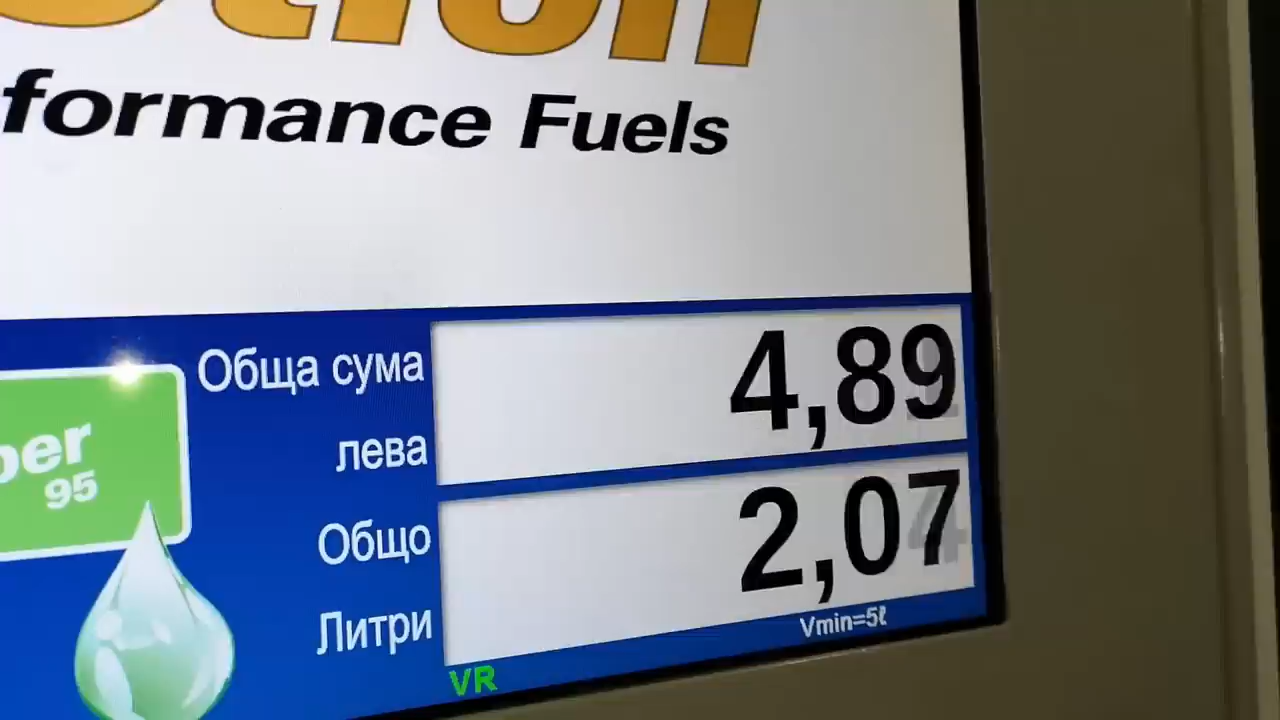 formance Fuels
Обща сума
лева
4,89
per
95
Общо
Литри
2,07
Vmin=5ℓ
VR